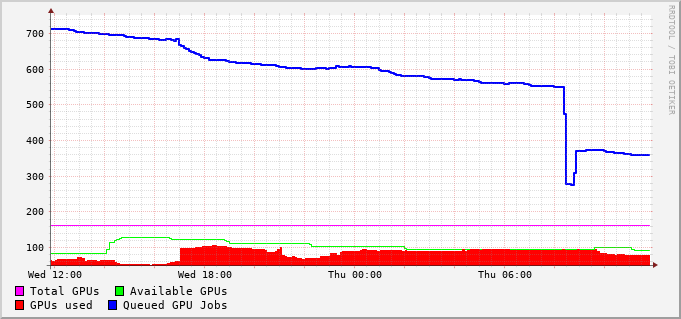 RRDTOOL / TOBI OETIKER
700
600
500
400
300
200
100
Wed 12:00 Wed 18:00 Thu 00:00 Thu 06:00
Total GPUs Available GPUs
GPUs used Queued GPU Jobs